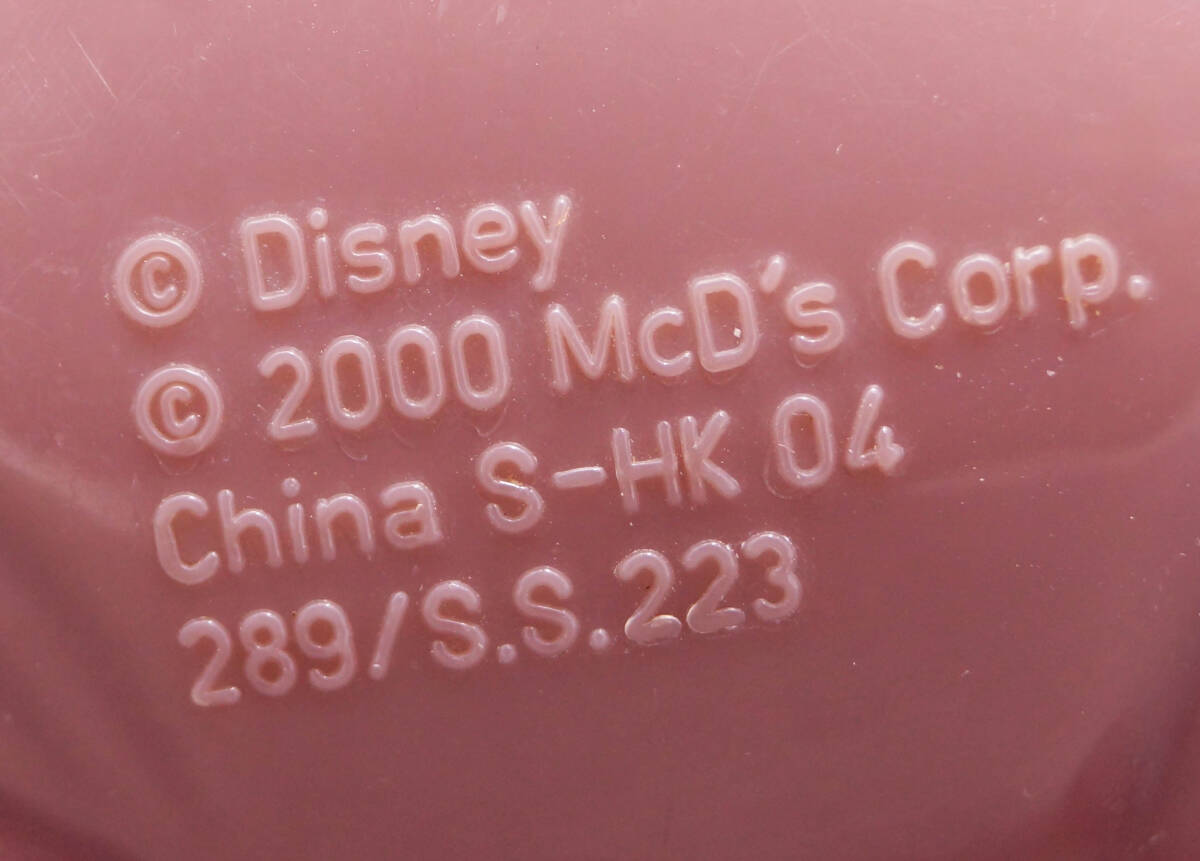 © Disney
© 2000 McD's Corp.
China S-HK 04
289/S.S.223